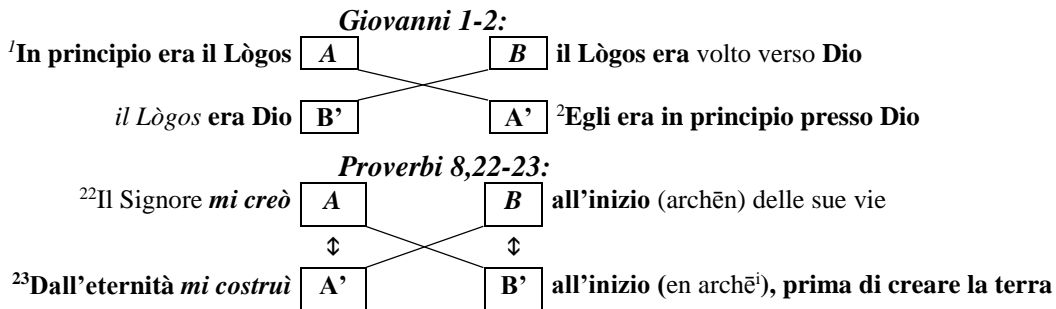 Giovanni 1-2:
1In principio era il Lògos A B il Lògos era volto verso Dio
il Lògos era Dio B' A' 2Egli era in principio presso Dio
Proverbi 8,22-23:
22Il Signore mi creò A B all'inizio (archēn) delle sue vie
⇕ ⇕
23Dall'eternità mi costruì A' B' all'inizio (en archēi), prima di creare la terra